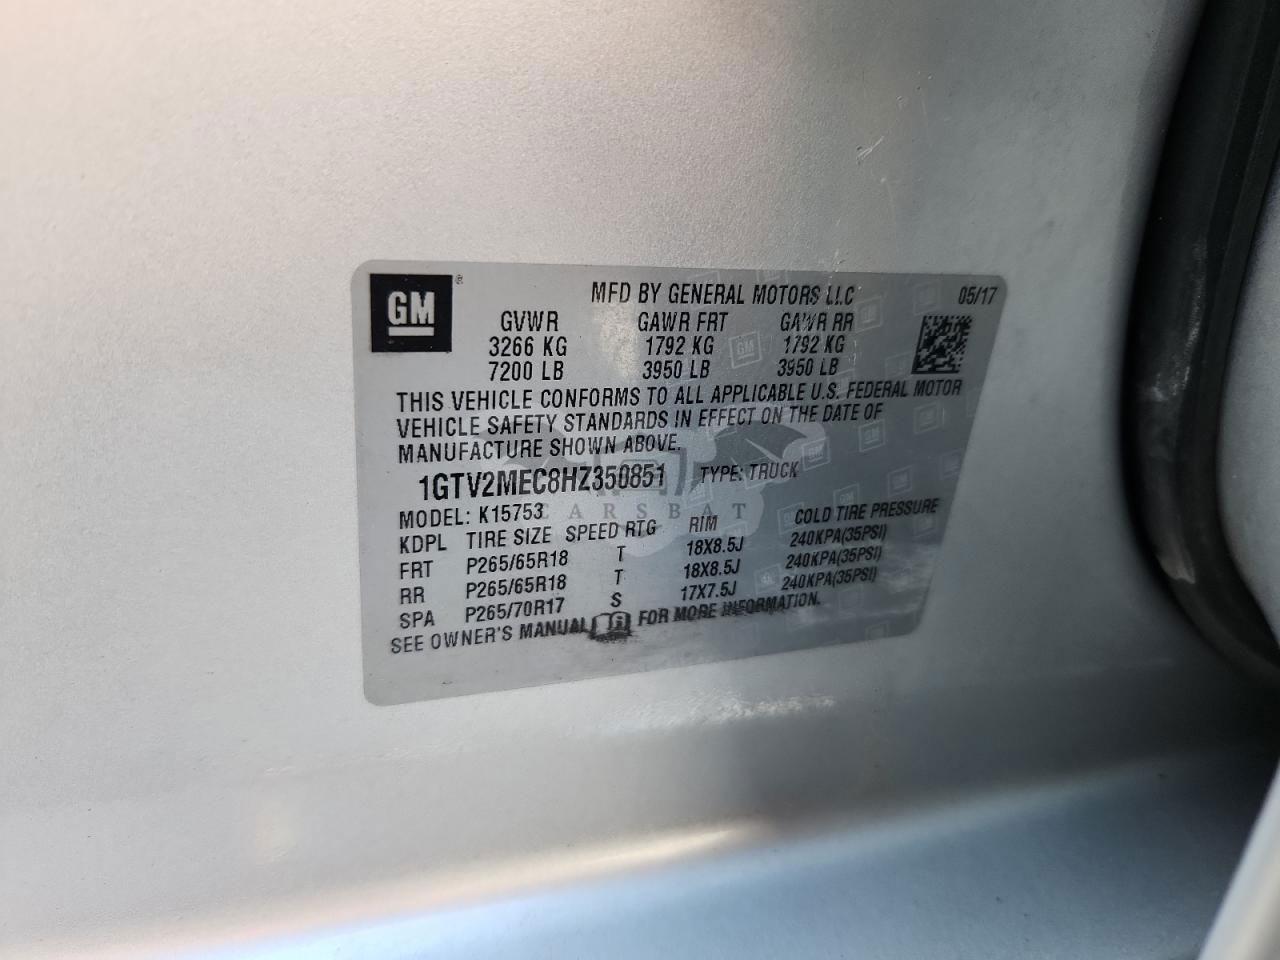 GM ®
MFD BY GENERAL MOTORS LLC 05/17
GVWR GAWR FRT GAWR RR
3266 KG 1792 KG 1792 KG
7200 LB 3950 LB 3950 LB
THIS VEHICLE CONFORMS TO ALL APPLICABLE U.S. FEDERAL MOTOR
VEHICLE SAFETY STANDARDS IN EFFECT ON THE DATE OF
MANUFACTURE SHOWN ABOVE.
1GTV2MEC8HZ350851 TYPE: TRUCK
CARSBAT
MODEL: K15753
KDPL TIRE SIZE SPEED RTG RIM COLD TIRE PRESSURE
FRT P265/65R18 T 18X8.5J 240KPA(35PSI)
RR P265/65R18 T 18X8.5J 240KPA(35PSI)
SPA P265/70R17 S 17X7.5J 240KPA(35PSI)
SEE OWNER'S MANUAL FOR MORE INFORMATION.